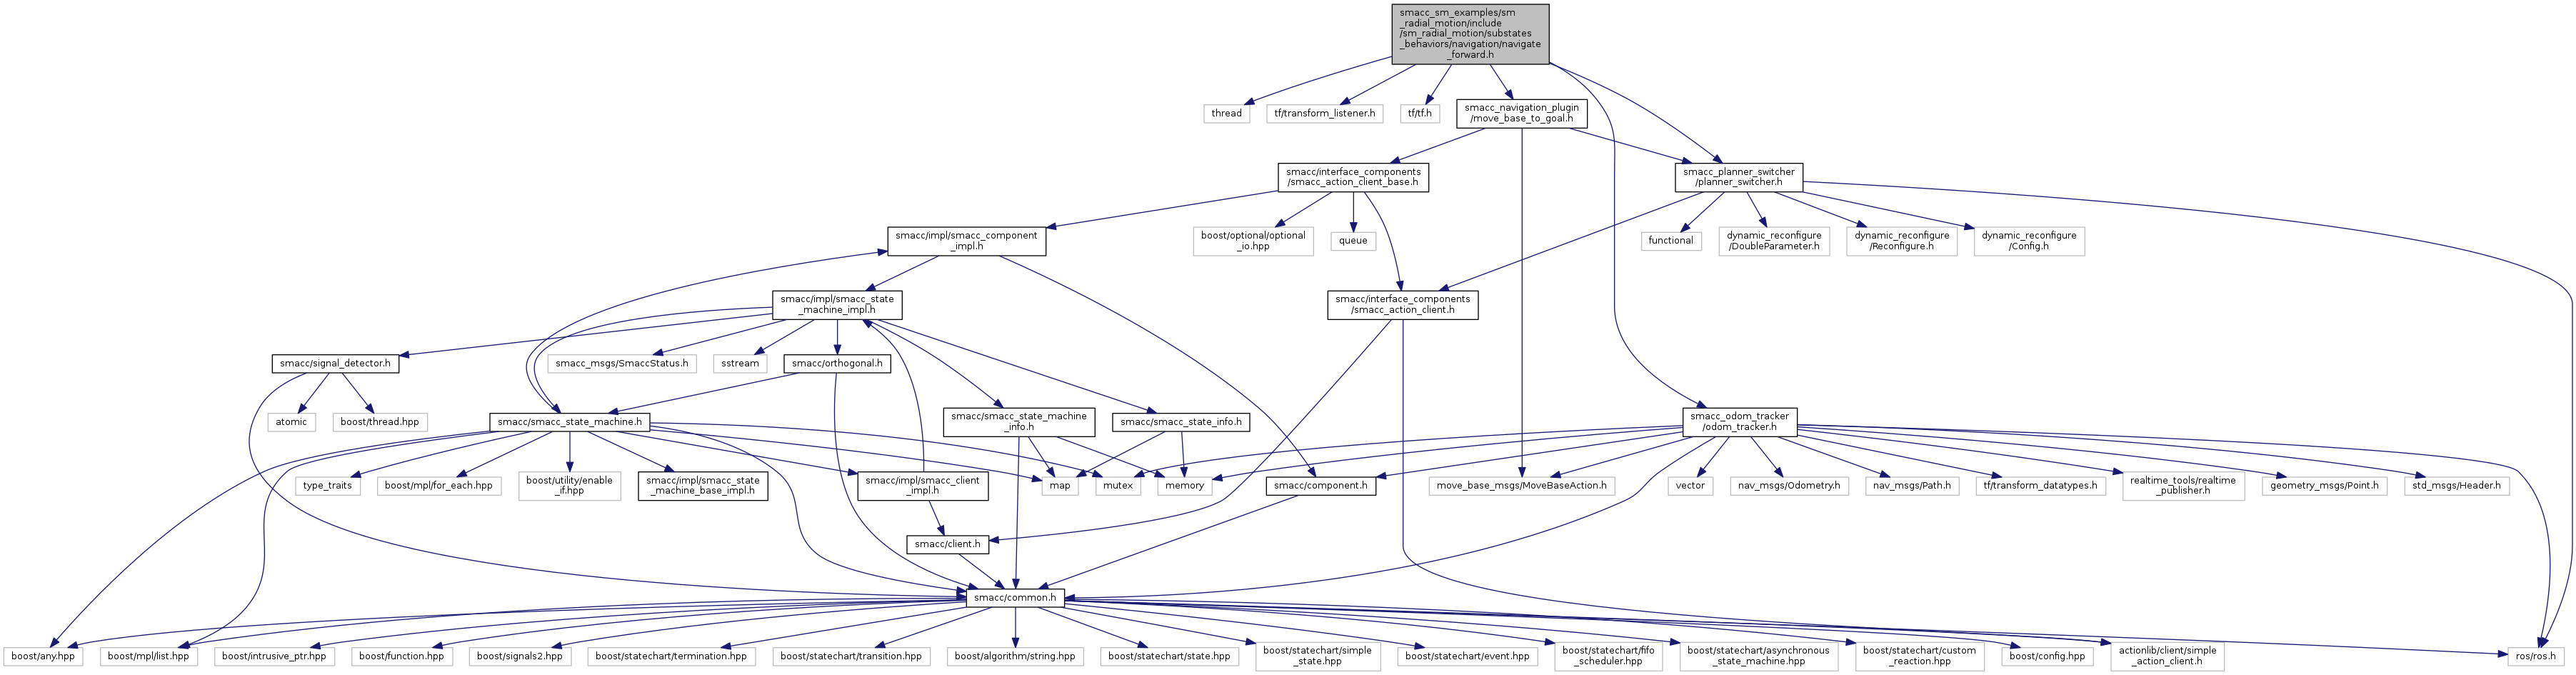 smacc_sm_examples/sm
_radial_motion/include
/sm_radial_motion/substates
_behaviors/navigation/navigate
_forward.h
thread
tf/transform_listener.h
tf/tf.h
smacc_navigation_plugin
/move_base_to_goal.h
smacc/interface_components
/smacc_action_client_base.h
smacc_planner_switcher
/planner_switcher.h
smacc/impl/smacc_component
_impl.h
boost/optional/optional
_io.hpp
queue
functional
dynamic_reconfigure
/DoubleParameter.h
dynamic_reconfigure
/Reconfigure.h
dynamic_reconfigure
/Config.h
smacc/impl/smacc_state
_machine_impl.h
smacc/interface_components
/smacc_action_client.h
smacc/signal_detector.h
smacc_msgs/SmaccStatus.h
sstream
smacc/orthogonal.h
atomic
boost/thread.hpp
smacc/smacc_state_machine.h
smacc/smacc_state_machine
_info.h
smacc/smacc_state_info.h
smacc_odom_tracker
/odom_tracker.h
type_traits
boost/mpl/for_each.hpp
boost/utility/enable
_if.hpp
smacc/impl/smacc_state
_machine_base_impl.h
smacc/impl/smacc_client
_impl.h
map
mutex
memory
smacc/component.h
move_base_msgs/MoveBaseAction.h
vector
nav_msgs/Odometry.h
nav_msgs/Path.h
tf/transform_datatypes.h
realtime_tools/realtime
_publisher.h
geometry_msgs/Point.h
std_msgs/Header.h
smacc/client.h
smacc/common.h
boost/any.hpp
boost/mpl/list.hpp
boost/intrusive_ptr.hpp
boost/function.hpp
boost/signals2.hpp
boost/statechart/termination.hpp
boost/statechart/transition.hpp
boost/algorithm/string.hpp
boost/statechart/state.hpp
boost/statechart/simple
_state.hpp
boost/statechart/event.hpp
boost/statechart/fifo
_scheduler.hpp
boost/statechart/asynchronous
_state_machine.hpp
boost/statechart/custom
_reaction.hpp
boost/config.hpp
actionlib/client/simple
_action_client.h
ros/ros.h